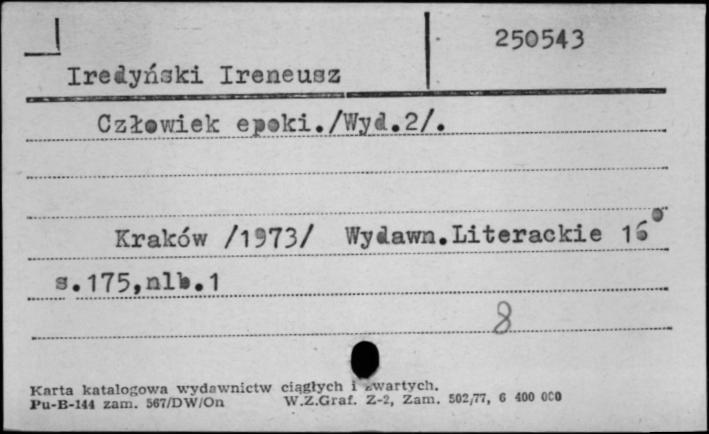 250543
Iredyński Ireneusz
Człowiek epoki./Wyd.2/.
Kraków /1973/ Wydawn.Literackie 16°
s.175,nlb.1
8
Karta katalogowa wydawnictw ciągłych i zwartych.
Pu-B-144 zam. 567/DW/On W.Z.Graf. Z-2, Zam. 502/77, 6 400 000